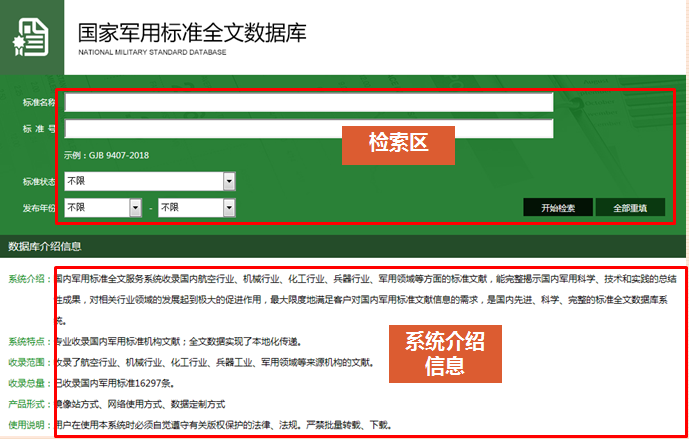 国家军用标准全文数据库
NATIONAL MILITARY STANDARD DATABASE
标准名称
标 准 号
检索区
示例：GJB 9407-2018
标准状态 不限
发布年份 不限 - 不限 开始检索 全部重填
数据库介绍信息
系统介绍：国内军用标准全文服务系统收录国内航空行业、机械行业、化工行业、兵器行业、军用领域等方面的标准文献，能完整揭示国内军用科学、技术和实践的总结
性成果，对相关行业领域的发展起到极大的促进作用，最大限度地满足客户对国内军用标准文献信息的需求，是国内先进、科学、完整的标准全文数据库系
统。
系统特点：专业收录国内军用标准机构文献；全文数据实现了本地化传递。
系统介绍
信息
收录范围：收录了航空行业、机械行业、化工行业、兵器工业、军用领域等来源机构的文献。
收录总量：已收录国内军用标准16297条。
产品形式：镜像站方式、网络使用方式、数据定制方式
使用说明：用户在使用本系统时必须自觉遵守有关版权保护的法律、法规。严禁批量转载、下载。